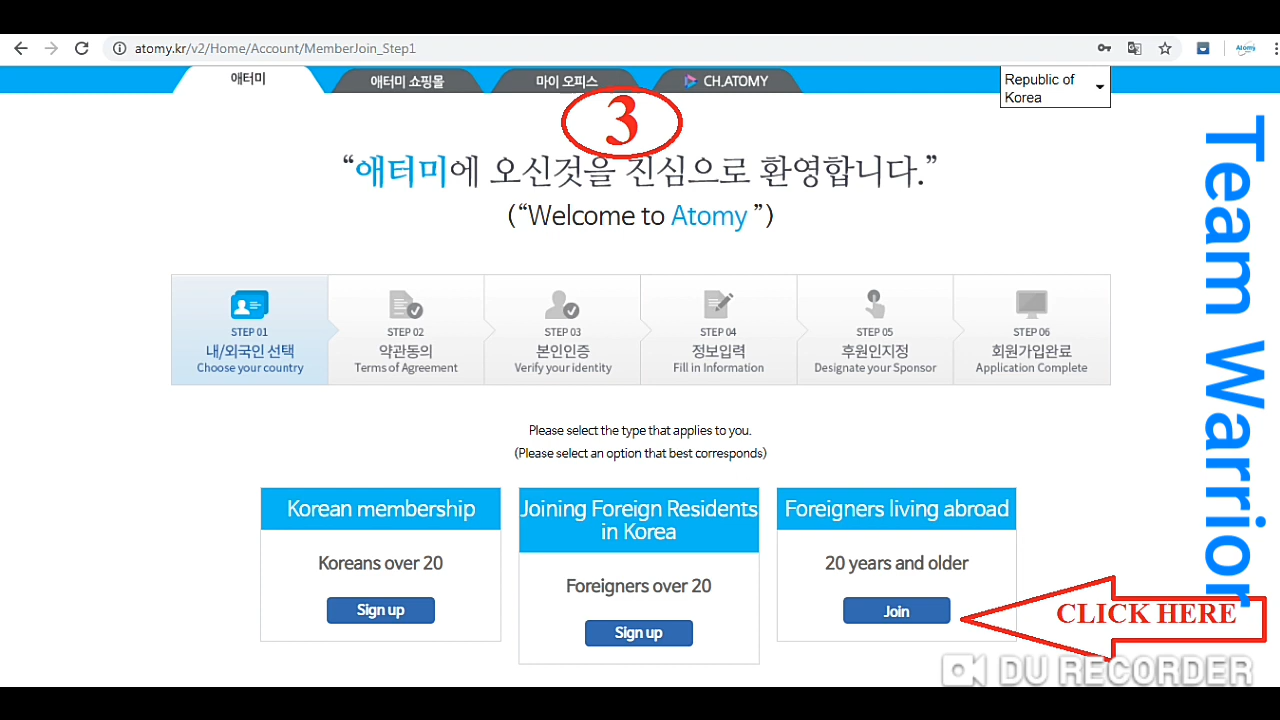 atomy.kr/v2/Home/Account/MemberJoin_Step1
Atomy
애터미
애터미 쇼핑몰
마이 오피스
CH.ATOMY
Republic of
Korea
3
“애터미에 오신것을 진심으로 환영합니다.”
(“Welcome to Atomy ”)
STEP 01
내/외국인 선택
Choose your country
STEP 02
약관동의
Terms of Agreement
STEP 03
본인인증
Verify your identity
STEP 04
정보입력
Fill in Information
STEP 05
후원인지정
Designate your Sponsor
STEP 06
회원가입완료
Application Complete
Please select the type that applies to you.
(Please select an option that best corresponds)
Korean membership
Koreans over 20
Sign up
Joining Foreign Residents
in Korea
Foreigners over 20
Sign up
Foreigners living abroad
20 years and older
Join
CLICK HERE
Team Warrior
DU RECORDER